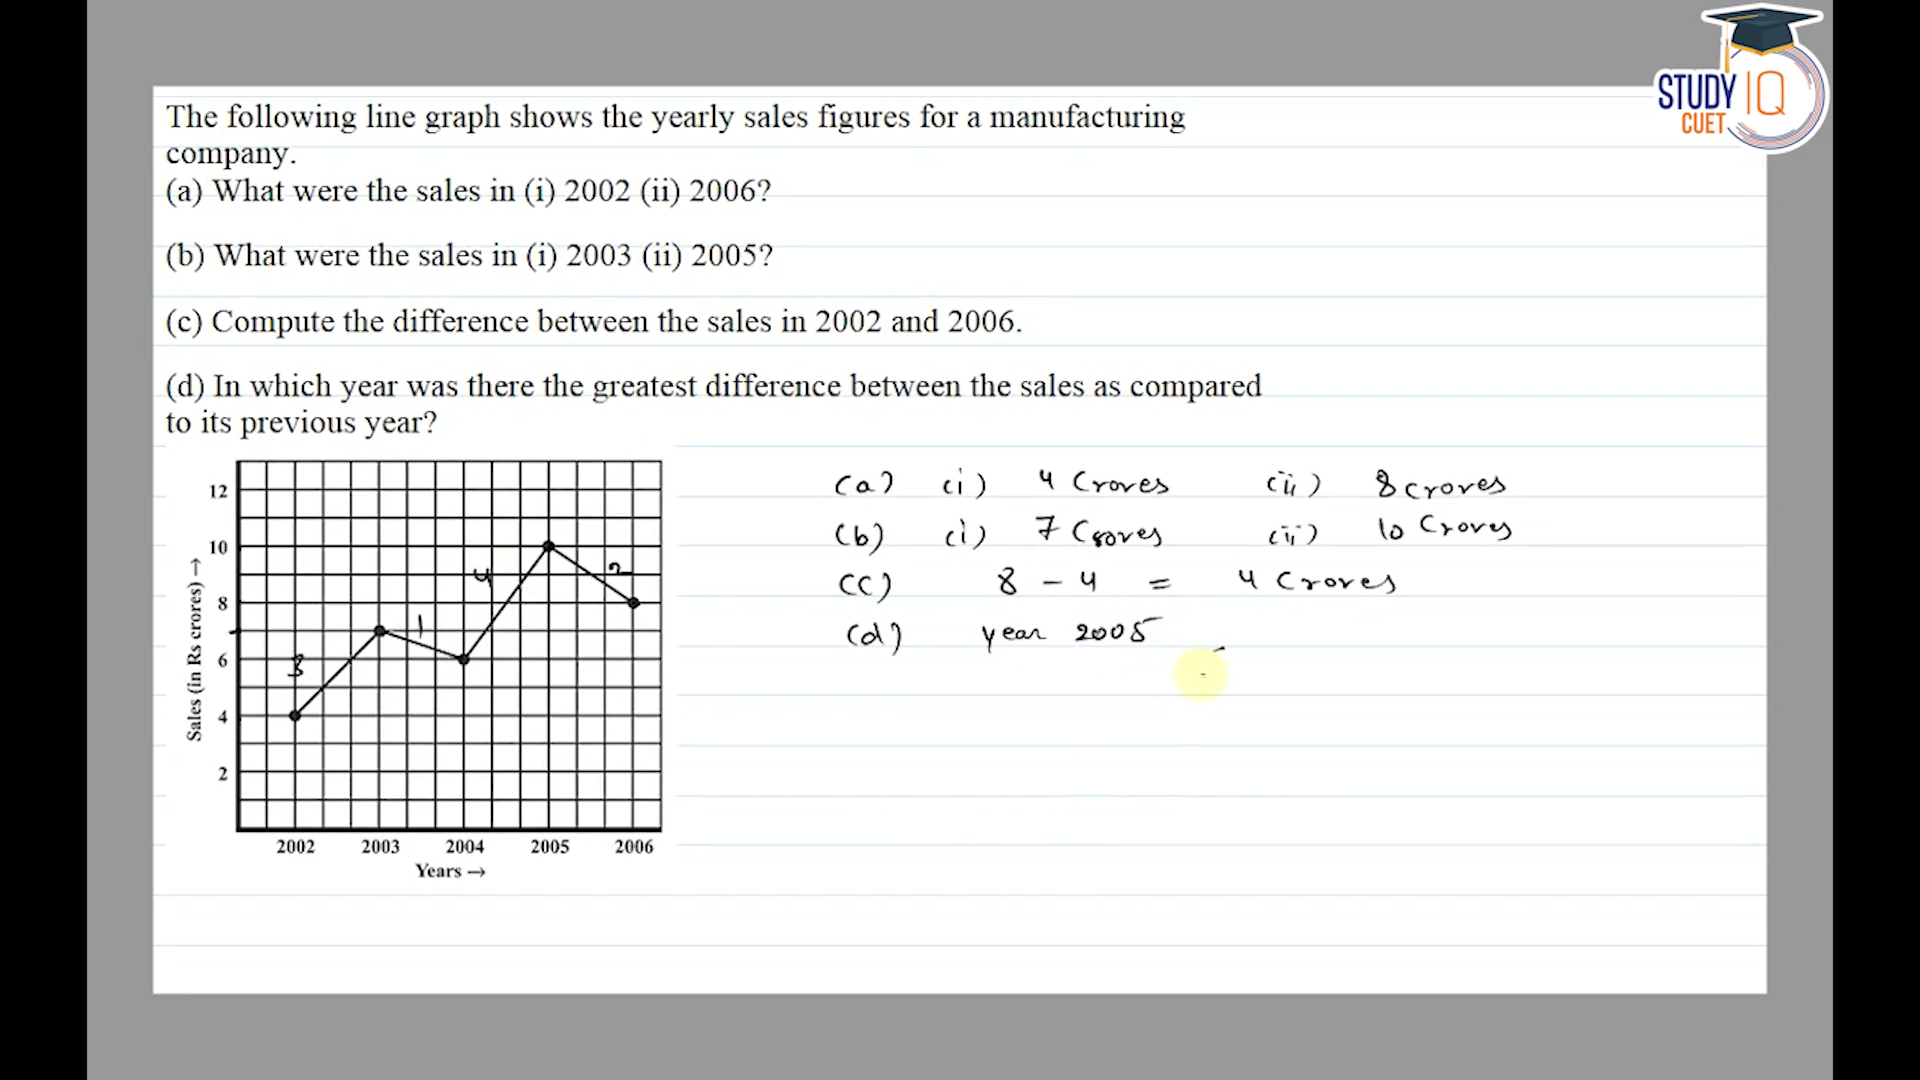 STUDY IQ
CUET
The following line graph shows the yearly sales figures for a manufacturing
company.
(a) What were the sales in (i) 2002 (ii) 2006?
(b) What were the sales in (i) 2003 (ii) 2005?
(c) Compute the difference between the sales in 2002 and 2006.
(d) In which year was there the greatest difference between the sales as compared
to its previous year?
12
10
8
6
4
2
Sales (in Rs crores) →
3
1
4
2
2002 2003 2004 2005 2006
Years →
(a) (i) 4 Crores (ii) 8 crores
(b) (i) 7 Crores (ii) 10 Crores
(c) 8 - 4 = 4 Crores
(d) year 2005